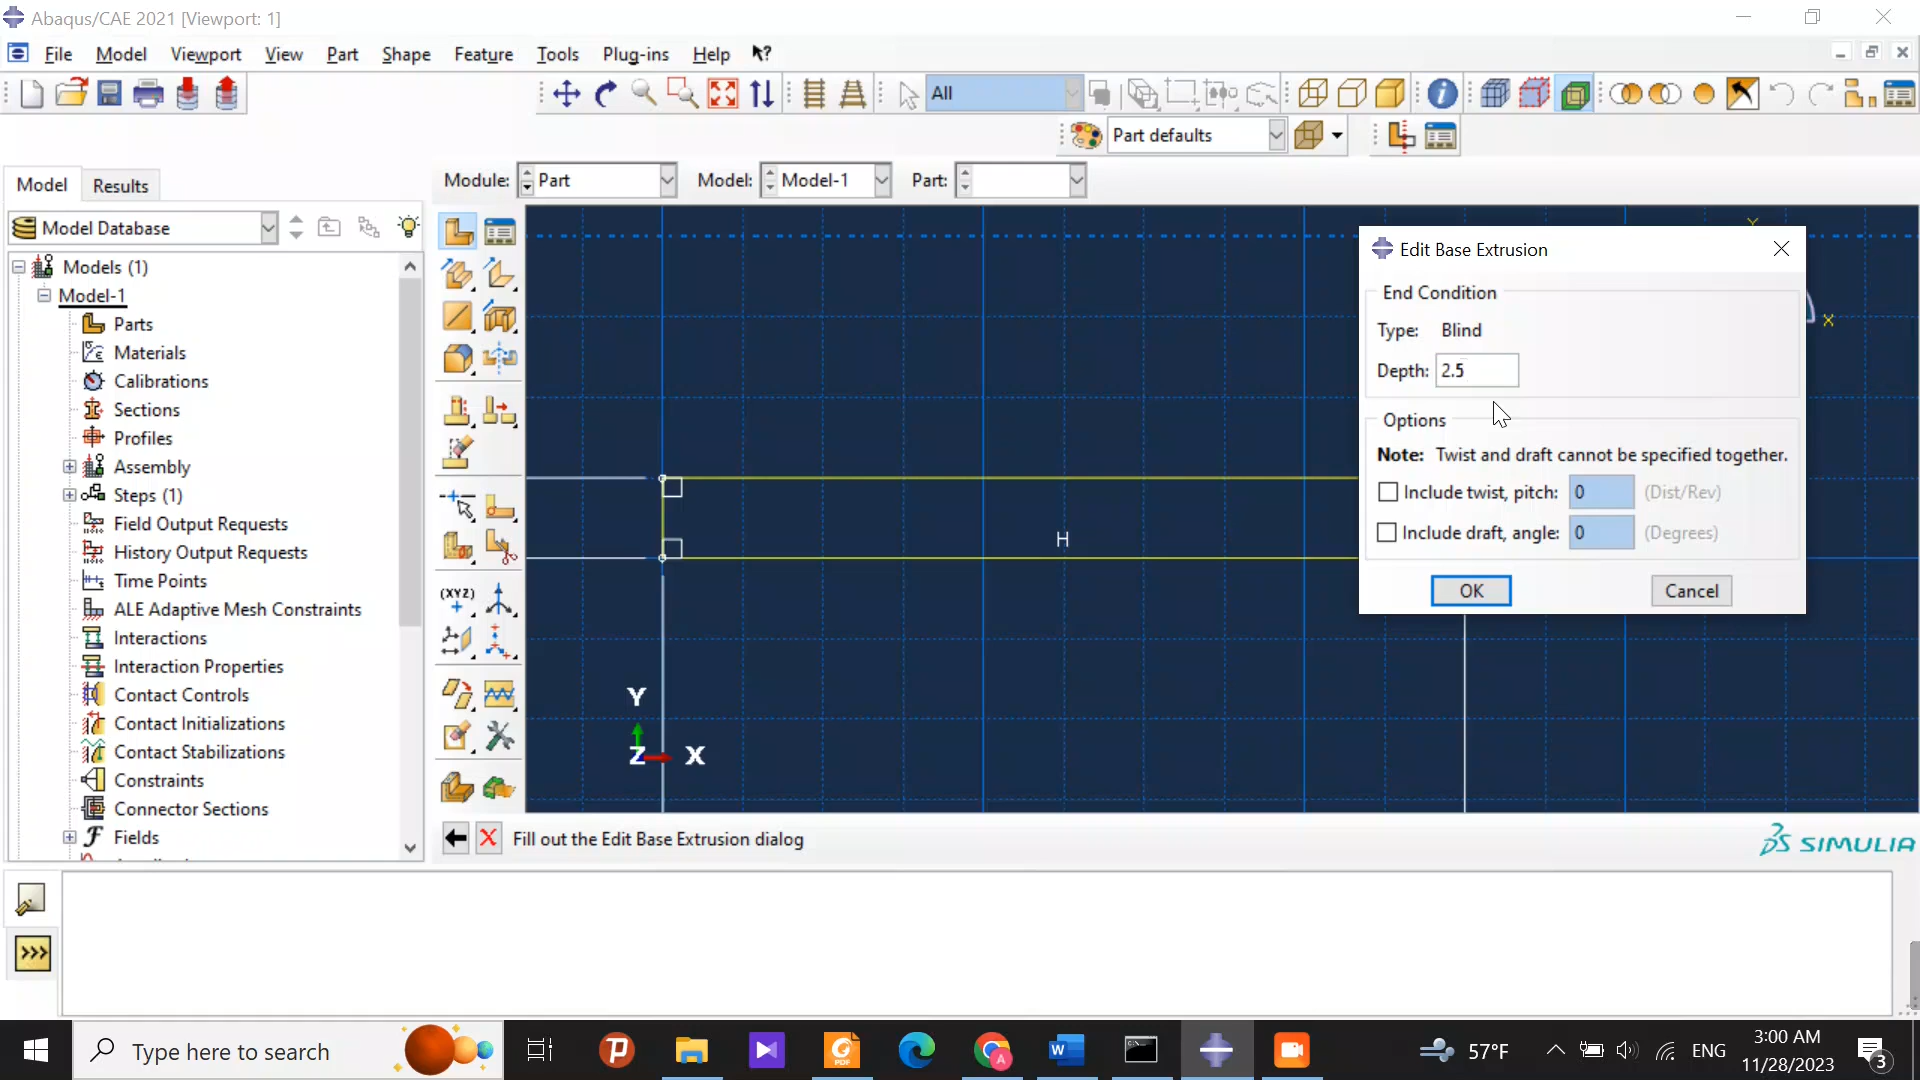 Abaqus/CAE 2021 [Viewport: 1]
File Model Viewport View Part Shape Feature Tools Plug-ins Help
All
Part defaults
Model Results
Module: Part Model: Model-1 Part:
Model Database
Models (1)
Model-1
Parts
Materials
Calibrations
Sections
Profiles
Assembly
Steps (1)
Field Output Requests
History Output Requests
Time Points
ALE Adaptive Mesh Constraints
Interactions
Interaction Properties
Contact Controls
Contact Initializations
Contact Stabilizations
Constraints
Connector Sections
Fields
(XYZ)
H
Y
Z X
Y
X
Edit Base Extrusion
End Condition
Type: Blind
Depth: 2.5
Options
Note: Twist and draft cannot be specified together.
Include twist, pitch: 0 (Dist/Rev)
Include draft, angle: 0 (Degrees)
OK Cancel
Fill out the Edit Base Extrusion dialog
SIMULIA
Type here to search
57°F
ENG
3:00 AM
11/28/2023
3